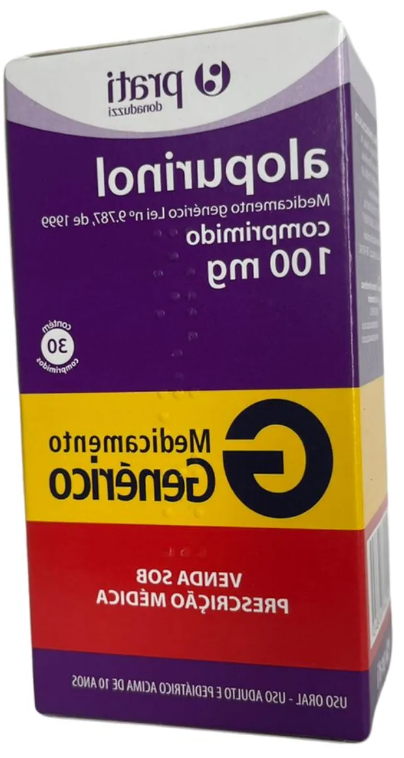 prati
donaduzzi
alopurinol
Medicamento genérico Lei nº 9.787, de 1999
comprimido
100 mg
contém
30
comprimidos
G
Medicamento
Genérico
VENDA SOB
PRESCRIÇÃO MÉDICA
USO ORAL - USO ADULTO E PEDIÁTRICO ACIMA DE 10 ANOS